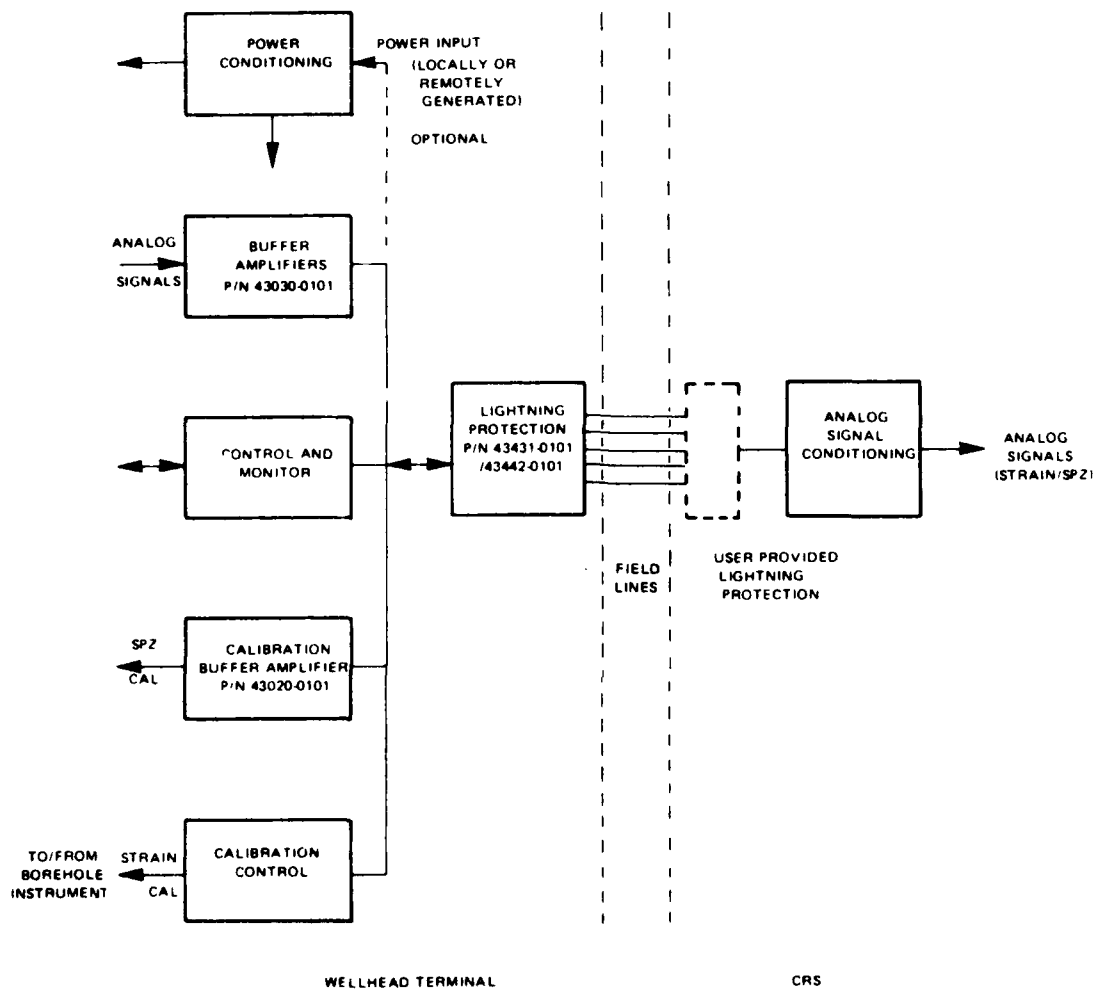 POWER
CONDITIONING
POWER INPUT
(LOCALLY OR
REMOTELY
GENERATED)
OPTIONAL
ANALOG
SIGNALS
BUFFER
AMPLIFIERS
P/N 43030-0101
CONTROL AND
MONITOR
LIGHTNING
PROTECTION
P/N 43431-0101
/43442-0101
ANALOG
SIGNAL
CONDITIONING
ANALOG
SIGNALS
(STRAIN/SPZ)
FIELD
LINES
USER PROVIDED
LIGHTNING
PROTECTION
SPZ
CAL
CALIBRATION
BUFFER AMPLIFIER
P/N 43020-0101
TO/FROM
BOREHOLE
INSTRUMENT
STRAIN
CAL
CALIBRATION
CONTROL
WELLHEAD TERMINAL
CRS